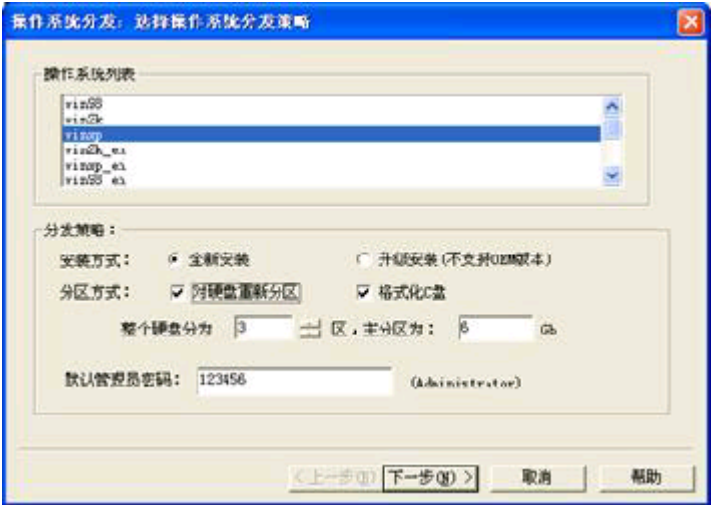 操作系统分发：选择操作系统分发策略
操作系统列表
win98
win2k
winxp
win2k_en
winxp_en
win98_en
分发策略：
安装方式： 全新安装 升级安装(不支持OEM版本)
分区方式： 对硬盘重新分区 格式化C盘
整个硬盘分为 3 区，主分区为： 6 Gb
默认管理员密码： 123456 (Administrator)
<上一步(B) 下一步(N) > 取消 帮助